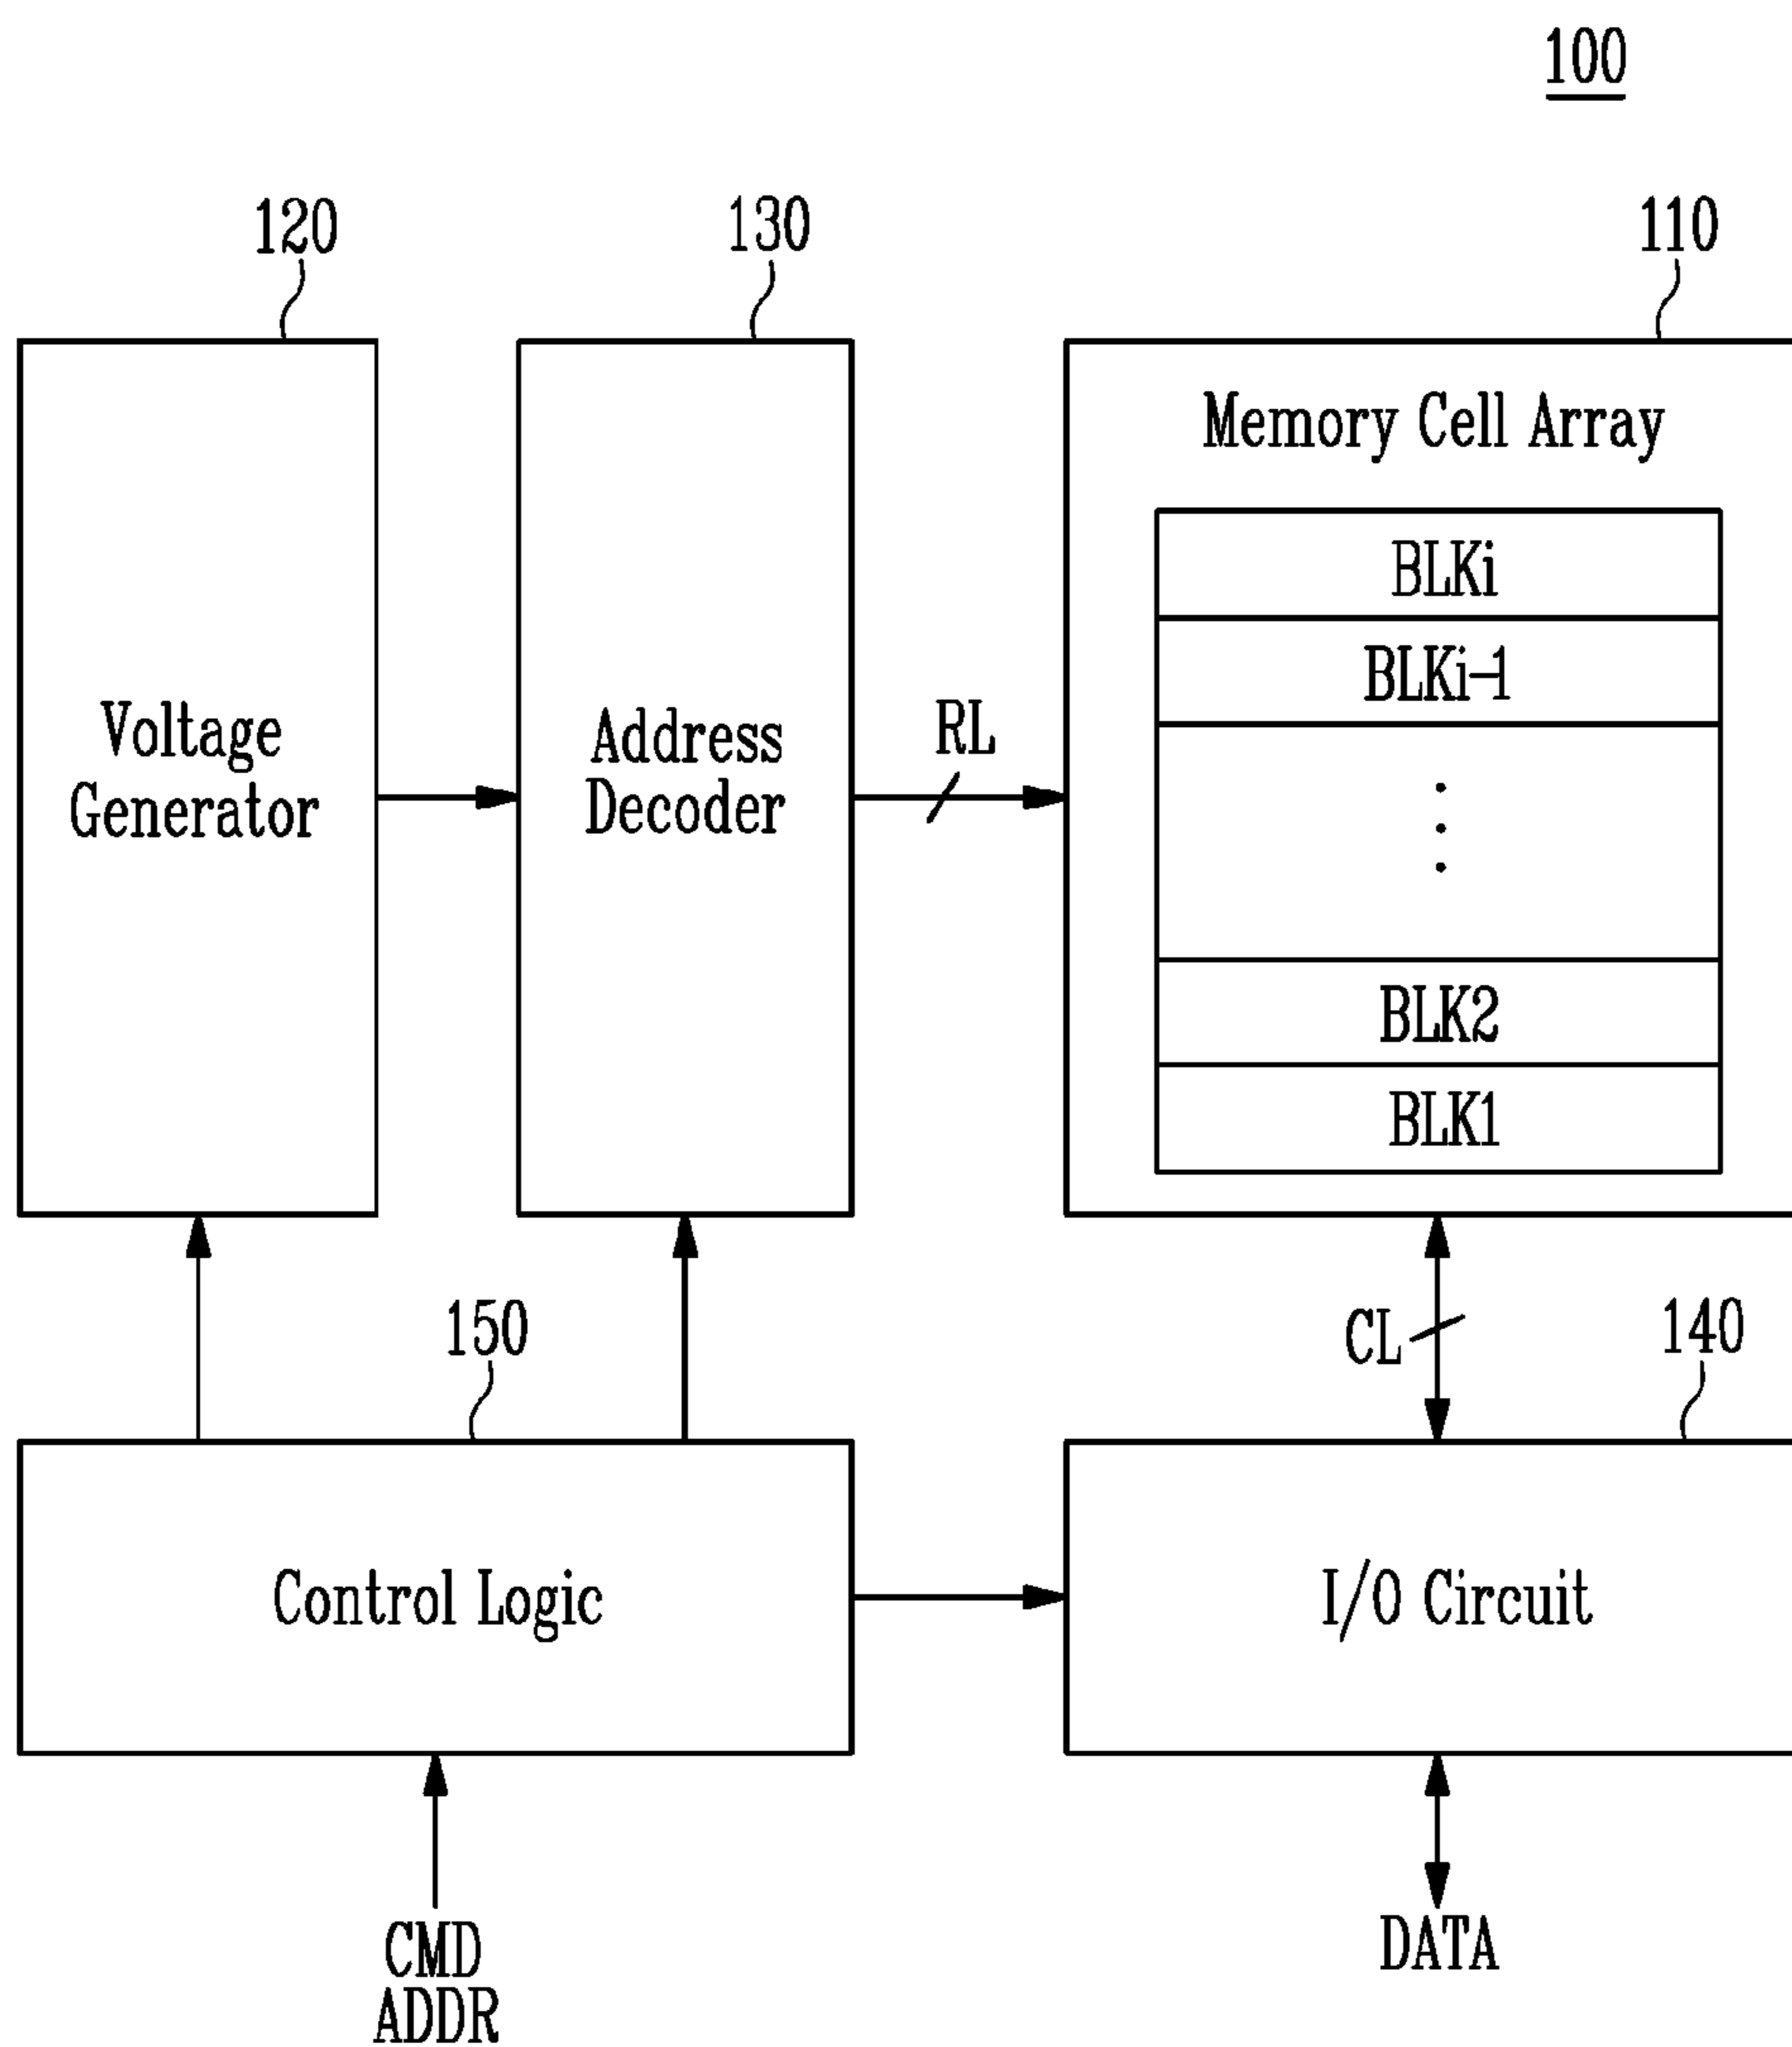 100
120
130
110
Memory Cell Array
BLKi
BLKi-1
Voltage
Generator
Address
Decoder
RL
BLK2
BLK1
150
CL
140
Control Logic
I/O Circuit
CMD
ADDR
DATA